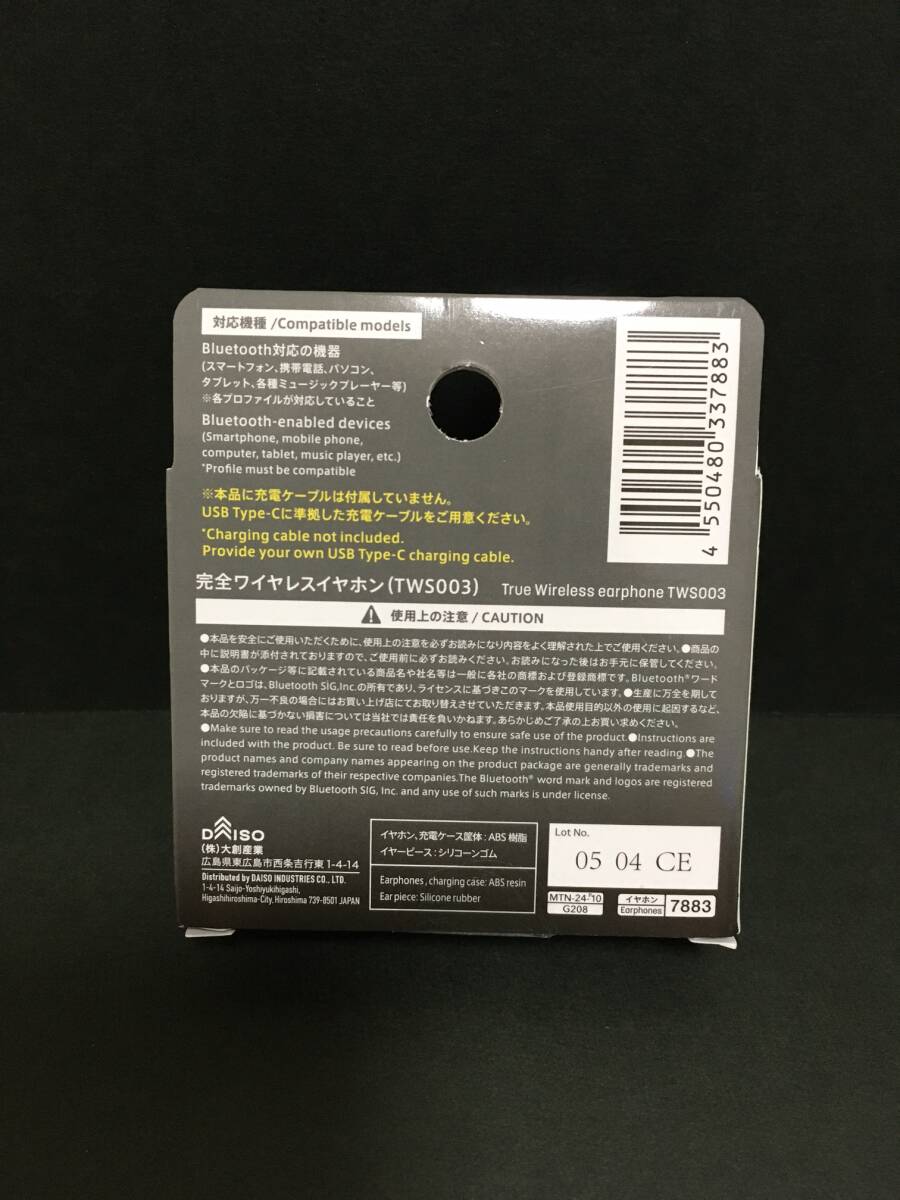 対応機種 /Compatible models
Bluetooth対応の機器
(スマートフォン、携帯電話、パソコン、
タブレット、各種ミュージックプレーヤー等)
※各プロファイルが対応していること
Bluetooth-enabled devices
(Smartphone, mobile phone,
computer, tablet, music player, etc.)
*Profile must be compatible
※本品に充電ケーブルは付属していません。
USB Type-Cに準拠した充電ケーブルをご用意ください。
*Charging cable not included.
Provide your own USB Type-C charging cable.
4 550480 337883
完全ワイヤレスイヤホン(TWS003) True Wireless earphone TWS003
使用上の注意 / CAUTION
●本品を安全にご使用いただくために、使用上の注意を必ずお読みになり内容をよく理解された上でご使用ください。●商品の
中に説明書が添付されておりますので、ご使用前に必ずお読みください。お読みになった後はお手元に保管してください。
●本品のパッケージ等に記載されている商品名や社名等は一般に各社の商標および登録商標です。Bluetooth®ワード
マークとロゴは、Bluetooth SIG,Inc.の所有であり、ライセンスに基づきこのマークを使用しています。●生産に万全を期して
おりますが、万一不良の場合にはお買い上げ店にてお取り替えさせていただきます。本品使用目的以外の使用に起因するなど、
本品の欠陥に基づかない損害については当社では責任を負いかねます。あらかじめご了承の上お買い求めください。
●Make sure to read the usage precautions carefully to ensure safe use of the product.●Instructions are
included with the product. Be sure to read before use.Keep the instructions handy after reading.●The
product names and company names appearing on the product package are generally trademarks and
registered trademarks of their respective companies.The Bluetooth® word mark and logos are registered
trademarks owned by Bluetooth SIG, Inc. and any use of such marks is under license.
DAISO
(株)大創産業
広島県東広島市西条吉行東 1-4-14
Distributed by DAISO INDUSTRIES CO., LTD.
1-4-14 Saijo-Yoshiyukihigashi,
Higashihiroshima-City, Hiroshima 739-8501 JAPAN
イヤホン、充電ケース筐体 : ABS 樹脂
イヤーピース : シリコーンゴム
Earphones , charging case: ABS resin
Ear piece: Silicone rubber
Lot No.
05 04 CE
MTN-24-P10
G208
イヤホン
Earphones
7883